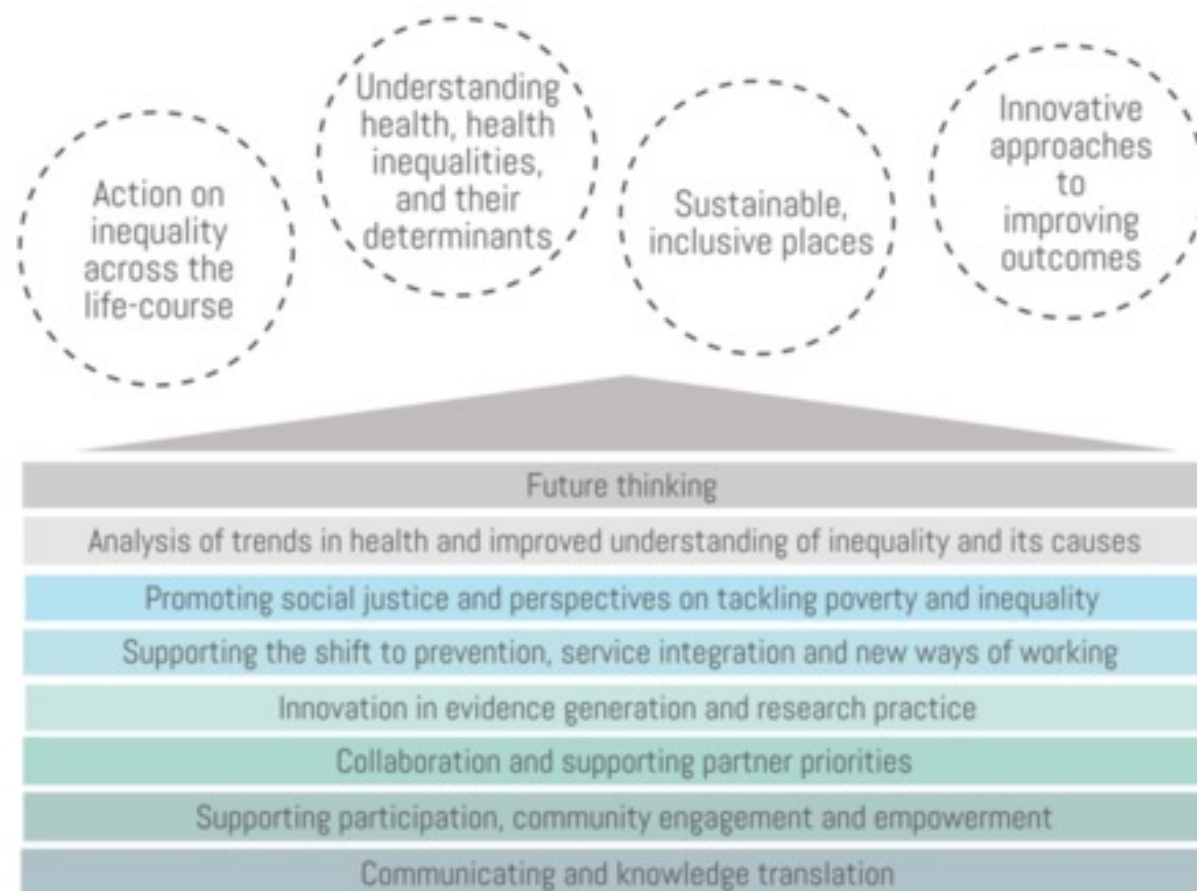 Action on
inequality
across the
life-course
Understanding
health, health
inequalities,
and their
determinants
Sustainable,
inclusive places
Innovative
approaches
to
improving
outcomes
Future thinking
Analysis of trends in health and improved understanding of inequality and its causes
Promoting social justice and perspectives on tackling poverty and inequality
Supporting the shift to prevention, service integration and new ways of working
Innovation in evidence generation and research practice
Collaboration and supporting partner priorities
Supporting participation, community engagement and empowerment
Communicating and knowledge translation